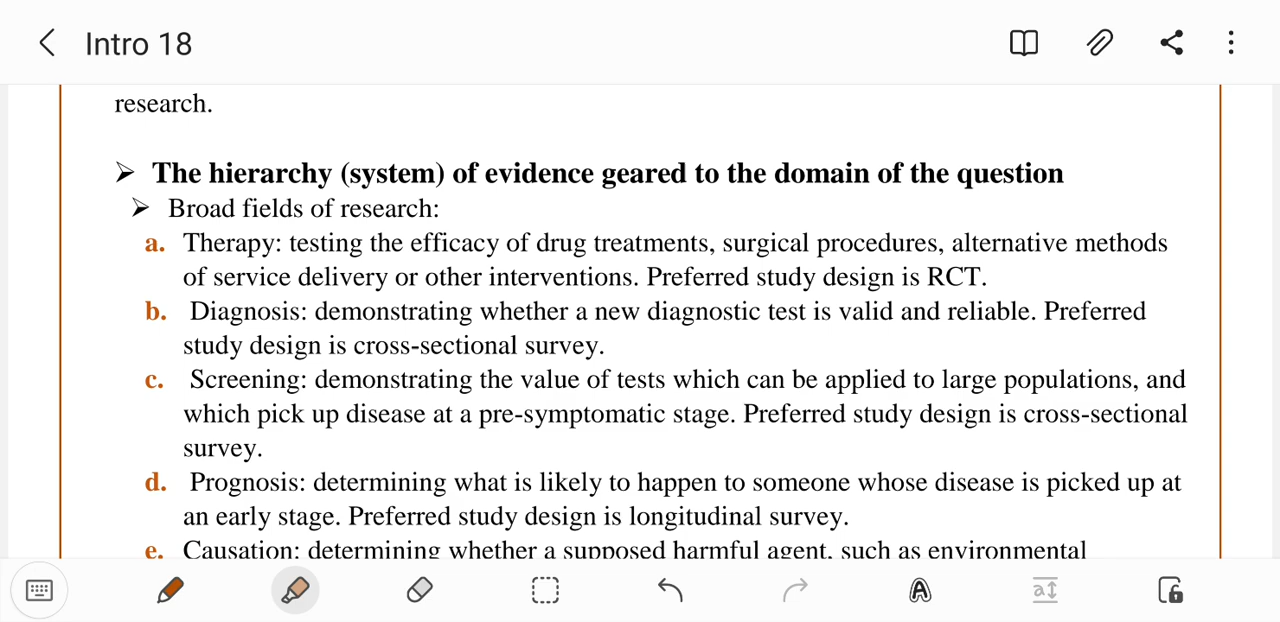 Intro 18
research.
➢ The hierarchy (system) of evidence geared to the domain of the question
➢ Broad fields of research:
a. Therapy: testing the efficacy of drug treatments, surgical procedures, alternative methods
of service delivery or other interventions. Preferred study design is RCT.
b. Diagnosis: demonstrating whether a new diagnostic test is valid and reliable. Preferred
study design is cross-sectional survey.
c. Screening: demonstrating the value of tests which can be applied to large populations, and
which pick up disease at a pre-symptomatic stage. Preferred study design is cross-sectional
survey.
d. Prognosis: determining what is likely to happen to someone whose disease is picked up at
an early stage. Preferred study design is longitudinal survey.
e. Causation: determining whether a supposed harmful agent, such as environmental
A a